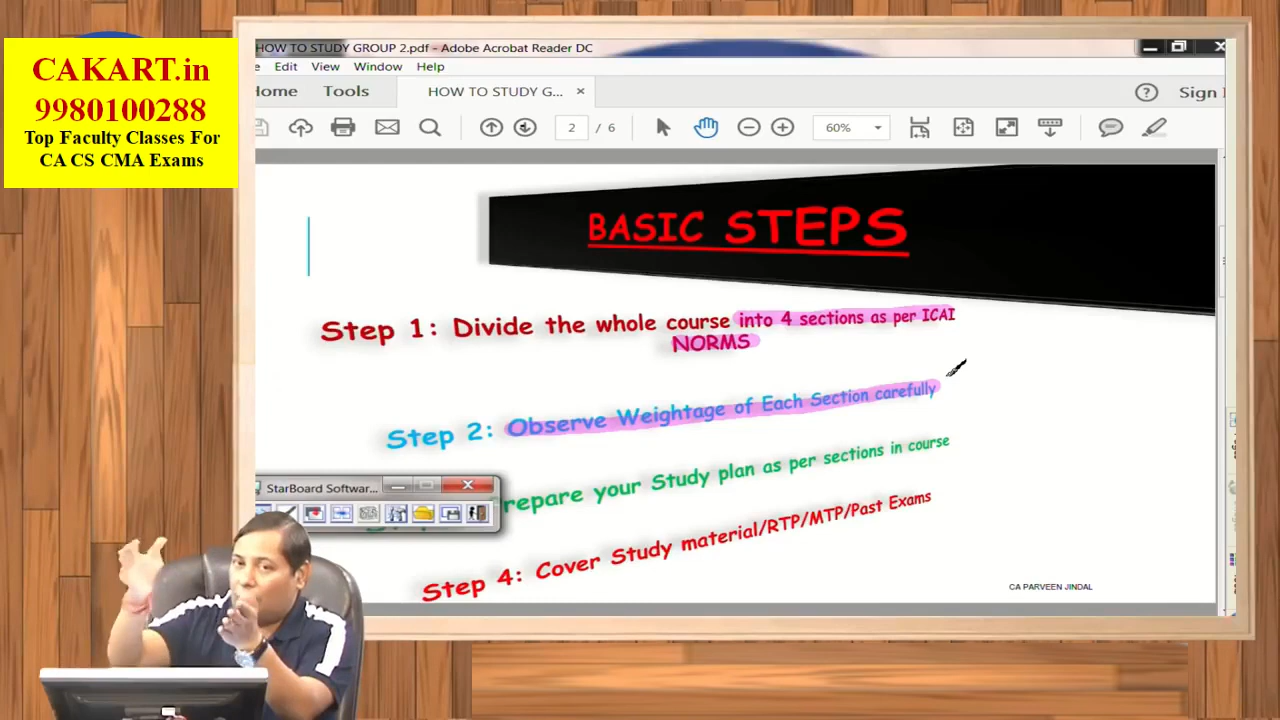 CAKART.in
9980100288
Top Faculty Classes For
CA CS CMA Exams
HOW TO STUDY GROUP 2.pdf - Adobe Acrobat Reader DC
Edit View Window Help
Home Tools HOW TO STUDY G... × Sign
2 / 6 60%
BASIC STEPS
Step 1: Divide the whole course into 4 sections as per ICAI
NORMS
Step 2: Observe Weightage of Each Section carefully
repare your Study plan as per sections in course
StarBoard Softwar...
Step 4: Cover Study material/RTP/MTP/Past Exams
CA PARVEEN JINDAL